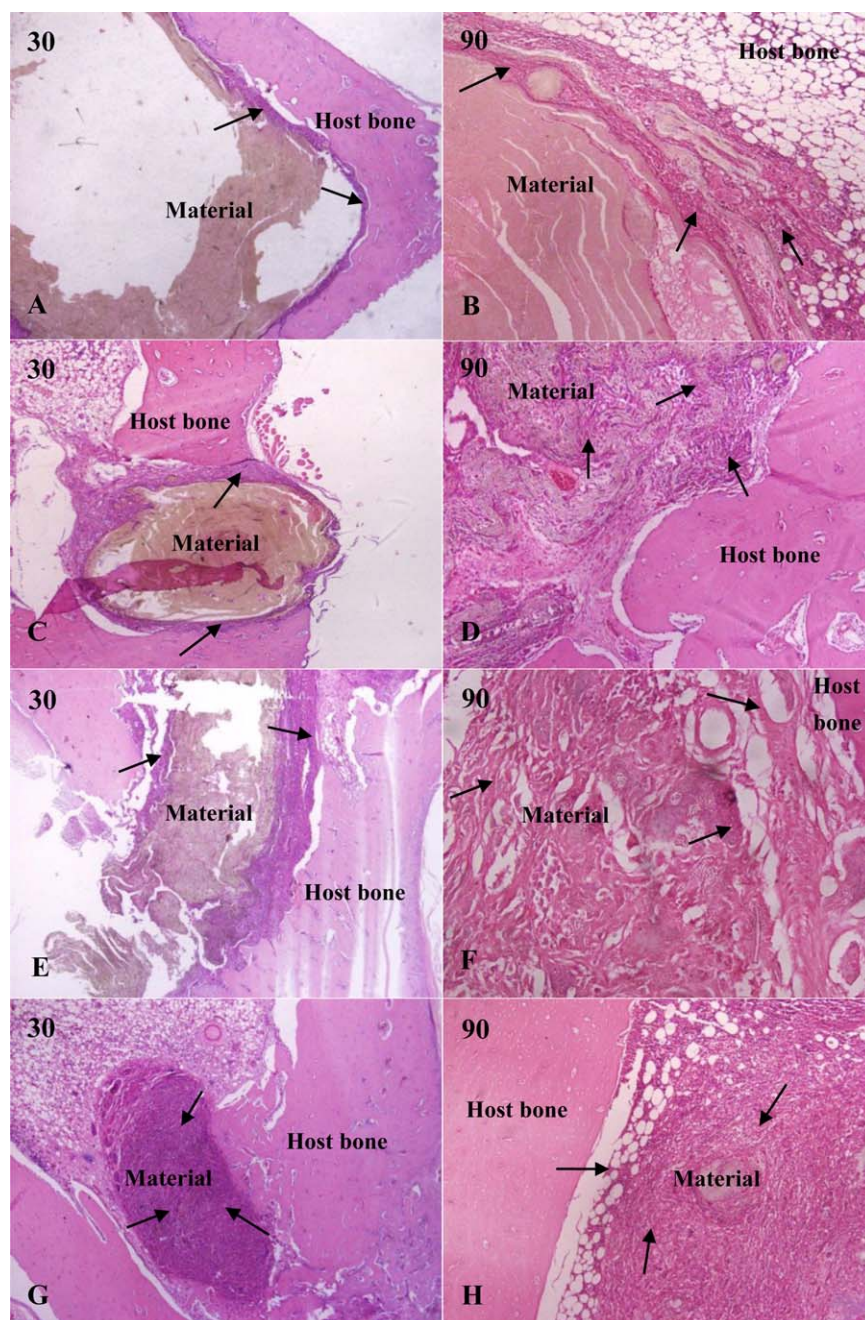 30
Host bone
Material
A
90
Host bone
Material
B
30
Host bone
Material
C
90
Material
Host bone
D
30
Material
Host bone
E
90
Host
bone
Material
F
30
Host bone
Material
G
90
Host bone
Material
H